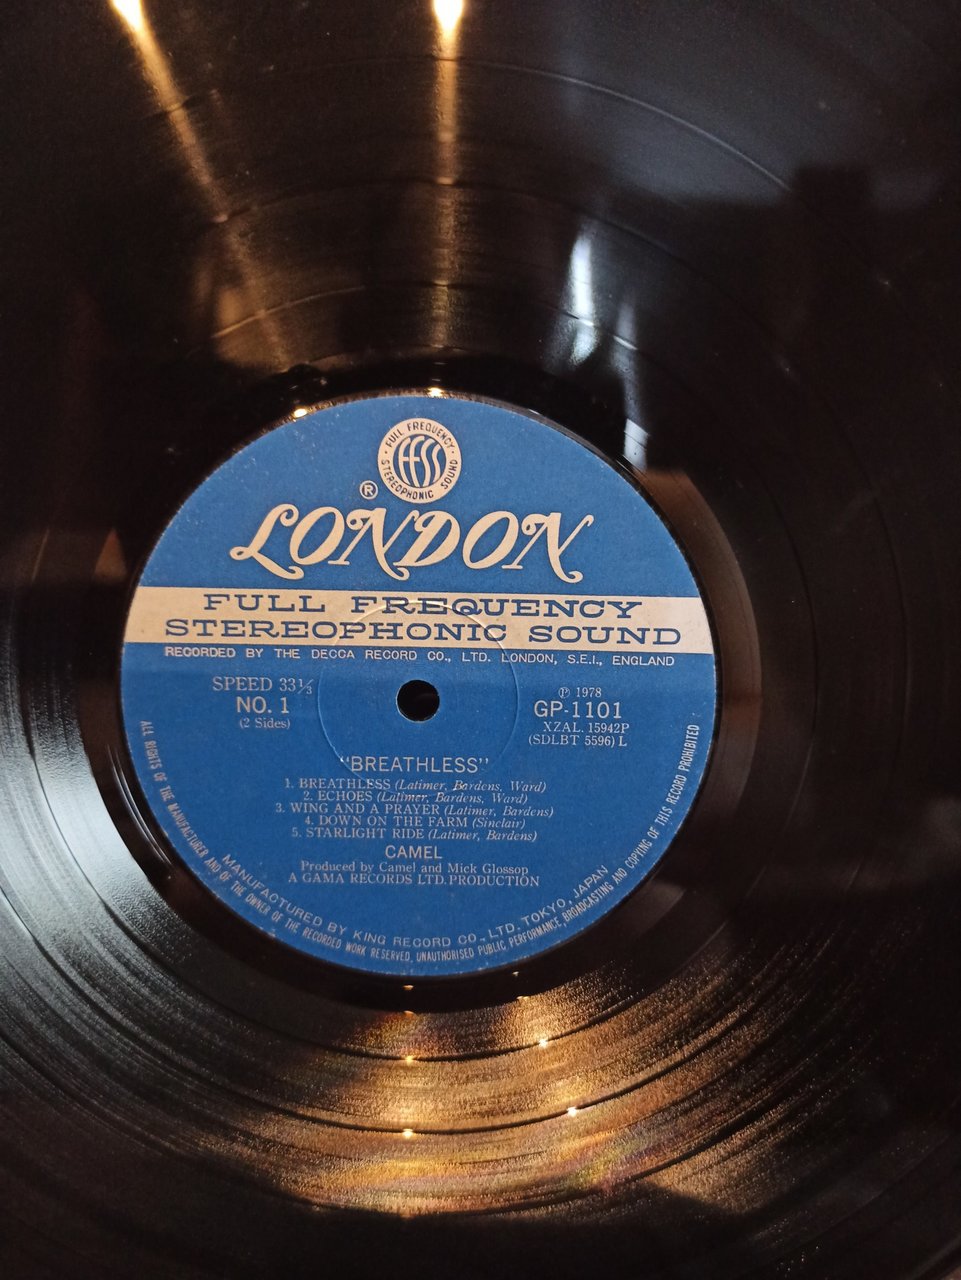 FULL FREQUENCY
FFSS
STEREOPHONIC SOUND
®
LONDON
FULL FREQUENCY
STEREOPHONIC SOUND
RECORDED BY THE DECCA RECORD CO., LTD. LONDON, S.E.I., ENGLAND
SPEED 33⅓
NO. 1
(2 Sides)
℗ 1978
GP-1101
XZAL. 15942P
(SDLBT 5596) L
"BREATHLESS"
1. BREATHLESS (Latimer, Bardens, Ward)
2. ECHOES (Latimer, Bardens, Ward)
3. WING AND A PRAYER (Latimer, Bardens)
4. DOWN ON THE FARM (Sinclair)
5. STARLIGHT RIDE (Latimer, Bardens)
CAMEL
Produced by Camel and Mick Glossop
A GAMA RECORDS LTD. PRODUCTION
MANUFACTURED BY KING RECORD CO., LTD. TOKYO, JAPAN
ALL RIGHTS OF THE MANUFACTURER AND OF THE OWNER OF THE RECORDED WORK RESERVED, UNAUTHORISED PUBLIC PERFORMANCE, BROADCASTING AND COPYING OF THIS RECORD PROHIBITED